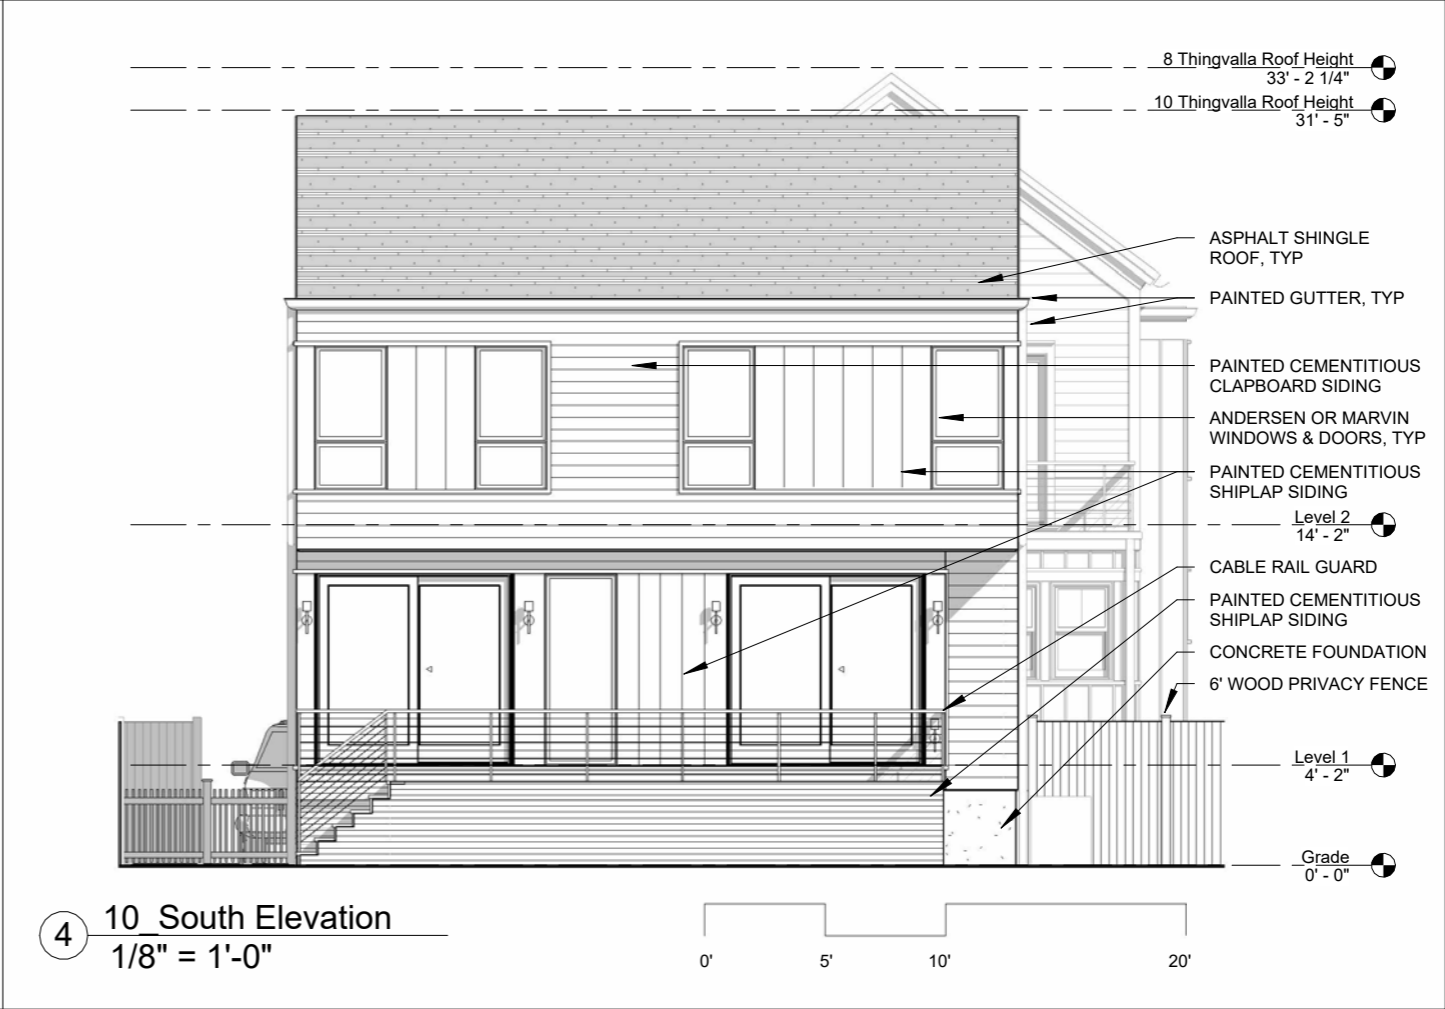 8 Thingvalla Roof Height
33' - 2 1/4"
10 Thingvalla Roof Height
31' - 5"
ASPHALT SHINGLE
ROOF, TYP
PAINTED GUTTER, TYP
PAINTED CEMENTITIOUS
CLAPBOARD SIDING
ANDERSEN OR MARVIN
WINDOWS & DOORS, TYP
PAINTED CEMENTITIOUS
SHIPLAP SIDING
Level 2
14' - 2"
CABLE RAIL GUARD
PAINTED CEMENTITIOUS
SHIPLAP SIDING
CONCRETE FOUNDATION
6' WOOD PRIVACY FENCE
Level 1
4' - 2"
Grade
0' - 0"
4
10_South Elevation
1/8" = 1'-0"
0' 5' 10' 20'